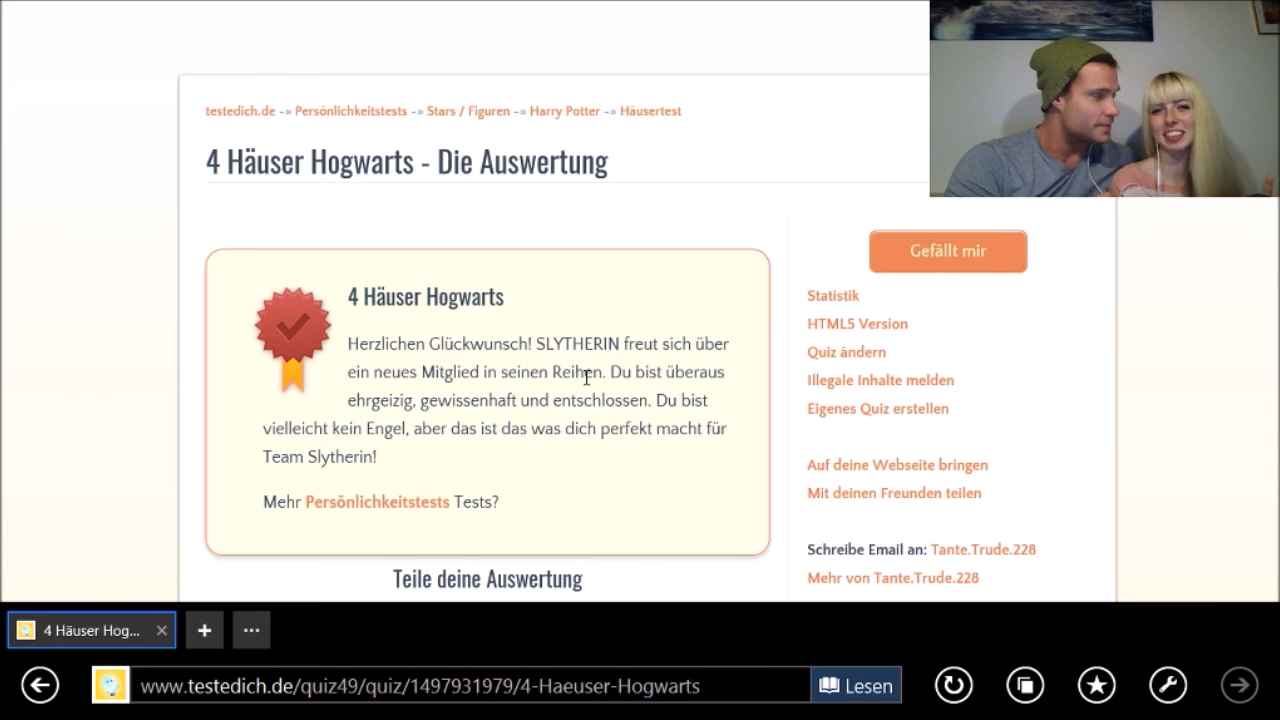 testedich.de -» Persönlichkeitstests -» Stars / Figuren -» Harry Potter -» Häusertest
4 Häuser Hogwarts - Die Auswertung
4 Häuser Hogwarts
Herzlichen Glückwunsch! SLYTHERIN freut sich über
ein neues Mitglied in seinen Reihen. Du bist überaus
ehrgeizig, gewissenhaft und entschlossen. Du bist
vielleicht kein Engel, aber das ist das was dich perfekt macht für
Team Slytherin!
Mehr Persönlichkeitstests Tests?
Teile deine Auswertung
Gefällt mir
Statistik
HTML5 Version
Quiz ändern
Illegale Inhalte melden
Eigenes Quiz erstellen
Auf deine Webseite bringen
Mit deinen Freunden teilen
Schreibe Email an: Tante.Trude.228
Mehr von Tante.Trude.228
4 Häuser Hog...
www.testedich.de/quiz49/quiz/1497931979/4-Haeuser-Hogwarts
Lesen